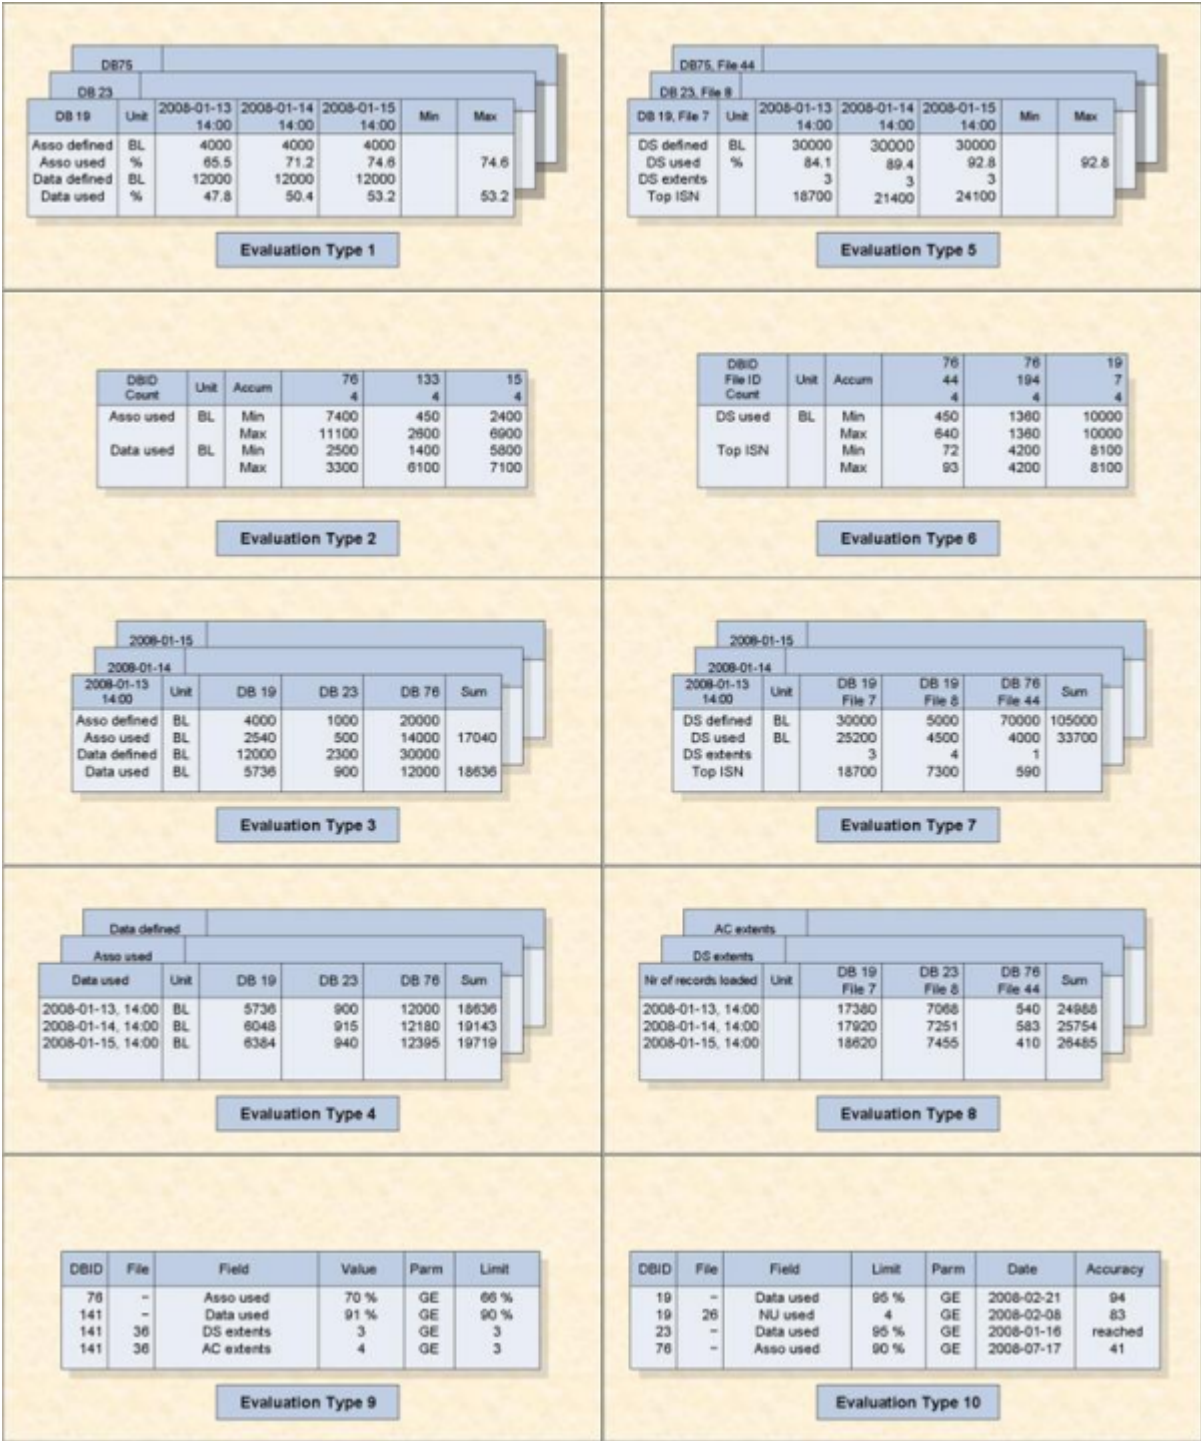 DB75
DB 23
DB 19 Unit 2008-01-13 14:00 2008-01-14 14:00 2008-01-15 14:00 Min Max
Asso defined BL 4000 4000 4000
Asso used % 65.5 71.2 74.6 74.6
Data defined BL 12000 12000 12000
Data used % 47.8 50.4 53.2 53.2
Evaluation Type 1
DB75, File 44
DB 23, File 8
DB 19, File 7 Unit 2008-01-13 14:00 2008-01-14 14:00 2008-01-15 14:00 Min Max
DS defined BL 30000 30000 30000
DS used % 84.1 89.4 92.8 92.8
DS extents 3 3 3
Top ISN 18700 21400 24100
Evaluation Type 5
DBID 76 133 15
Count Unit Accum 4 4 4
Asso used BL Min 7400 450 2400
Max 11100 2600 6900
Data used BL Min 2500 1400 5800
Max 3300 6100 7100
Evaluation Type 2
DBID 76 76 19
File ID Unit Accum 44 194 7
Count 4 4 4
DS used BL Min 450 1360 10000
Max 640 1360 10000
Top ISN Min 72 4200 8100
Max 93 4200 8100
Evaluation Type 6
2008-01-15
2008-01-14
2008-01-13 14:00 Unit DB 19 DB 23 DB 76 Sum
Asso defined BL 4000 1000 20000
Asso used BL 2540 500 14000 17040
Data defined BL 12000 2300 30000
Data used BL 5736 900 12000 18636
Evaluation Type 3
2008-01-15
2008-01-14
2008-01-13 14:00 Unit DB 19 File 7 DB 19 File 8 DB 76 File 44 Sum
DS defined BL 30000 5000 70000 105000
DS used BL 25200 4500 4000 33700
DS extents 3 4 1
Top ISN 18700 7300 590
Evaluation Type 7
Data defined
Asso used
Data used Unit DB 19 DB 23 DB 76 Sum
2008-01-13, 14:00 BL 5736 900 12000 18636
2008-01-14, 14:00 BL 6048 915 12180 19143
2008-01-15, 14:00 BL 6384 940 12395 19719
Evaluation Type 4
AC extents
DS extents
Nr of records loaded Unit DB 19 File 7 DB 23 File 8 DB 76 File 44 Sum
2008-01-13, 14:00 17380 7068 540 24988
2008-01-14, 14:00 17920 7251 583 25754
2008-01-15, 14:00 18620 7455 410 26485
Evaluation Type 8
DBID File Field Value Parm Limit
76 – Asso used 70 % GE 66 %
141 – Data used 91 % GE 90 %
141 36 DS extents 3 GE 3
141 36 AC extents 4 GE 3
Evaluation Type 9
DBID File Field Limit Parm Date Accuracy
19 – Data used 95 % GE 2008-02-21 94
19 26 NU used 4 GE 2008-02-08 83
23 – Data used 95 % GE 2008-01-16 reached
76 – Asso used 90 % GE 2008-07-17 41
Evaluation Type 10